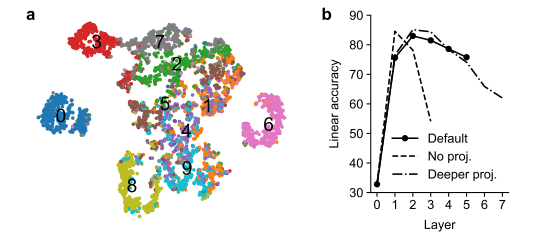 a
3
7
2
5
1
0
4
6
9
8
b
90
80
70
60
50
40
30
Linear accuracy
Default
No proj.
Deeper proj.
0 1 2 3 4 5 6 7
Layer